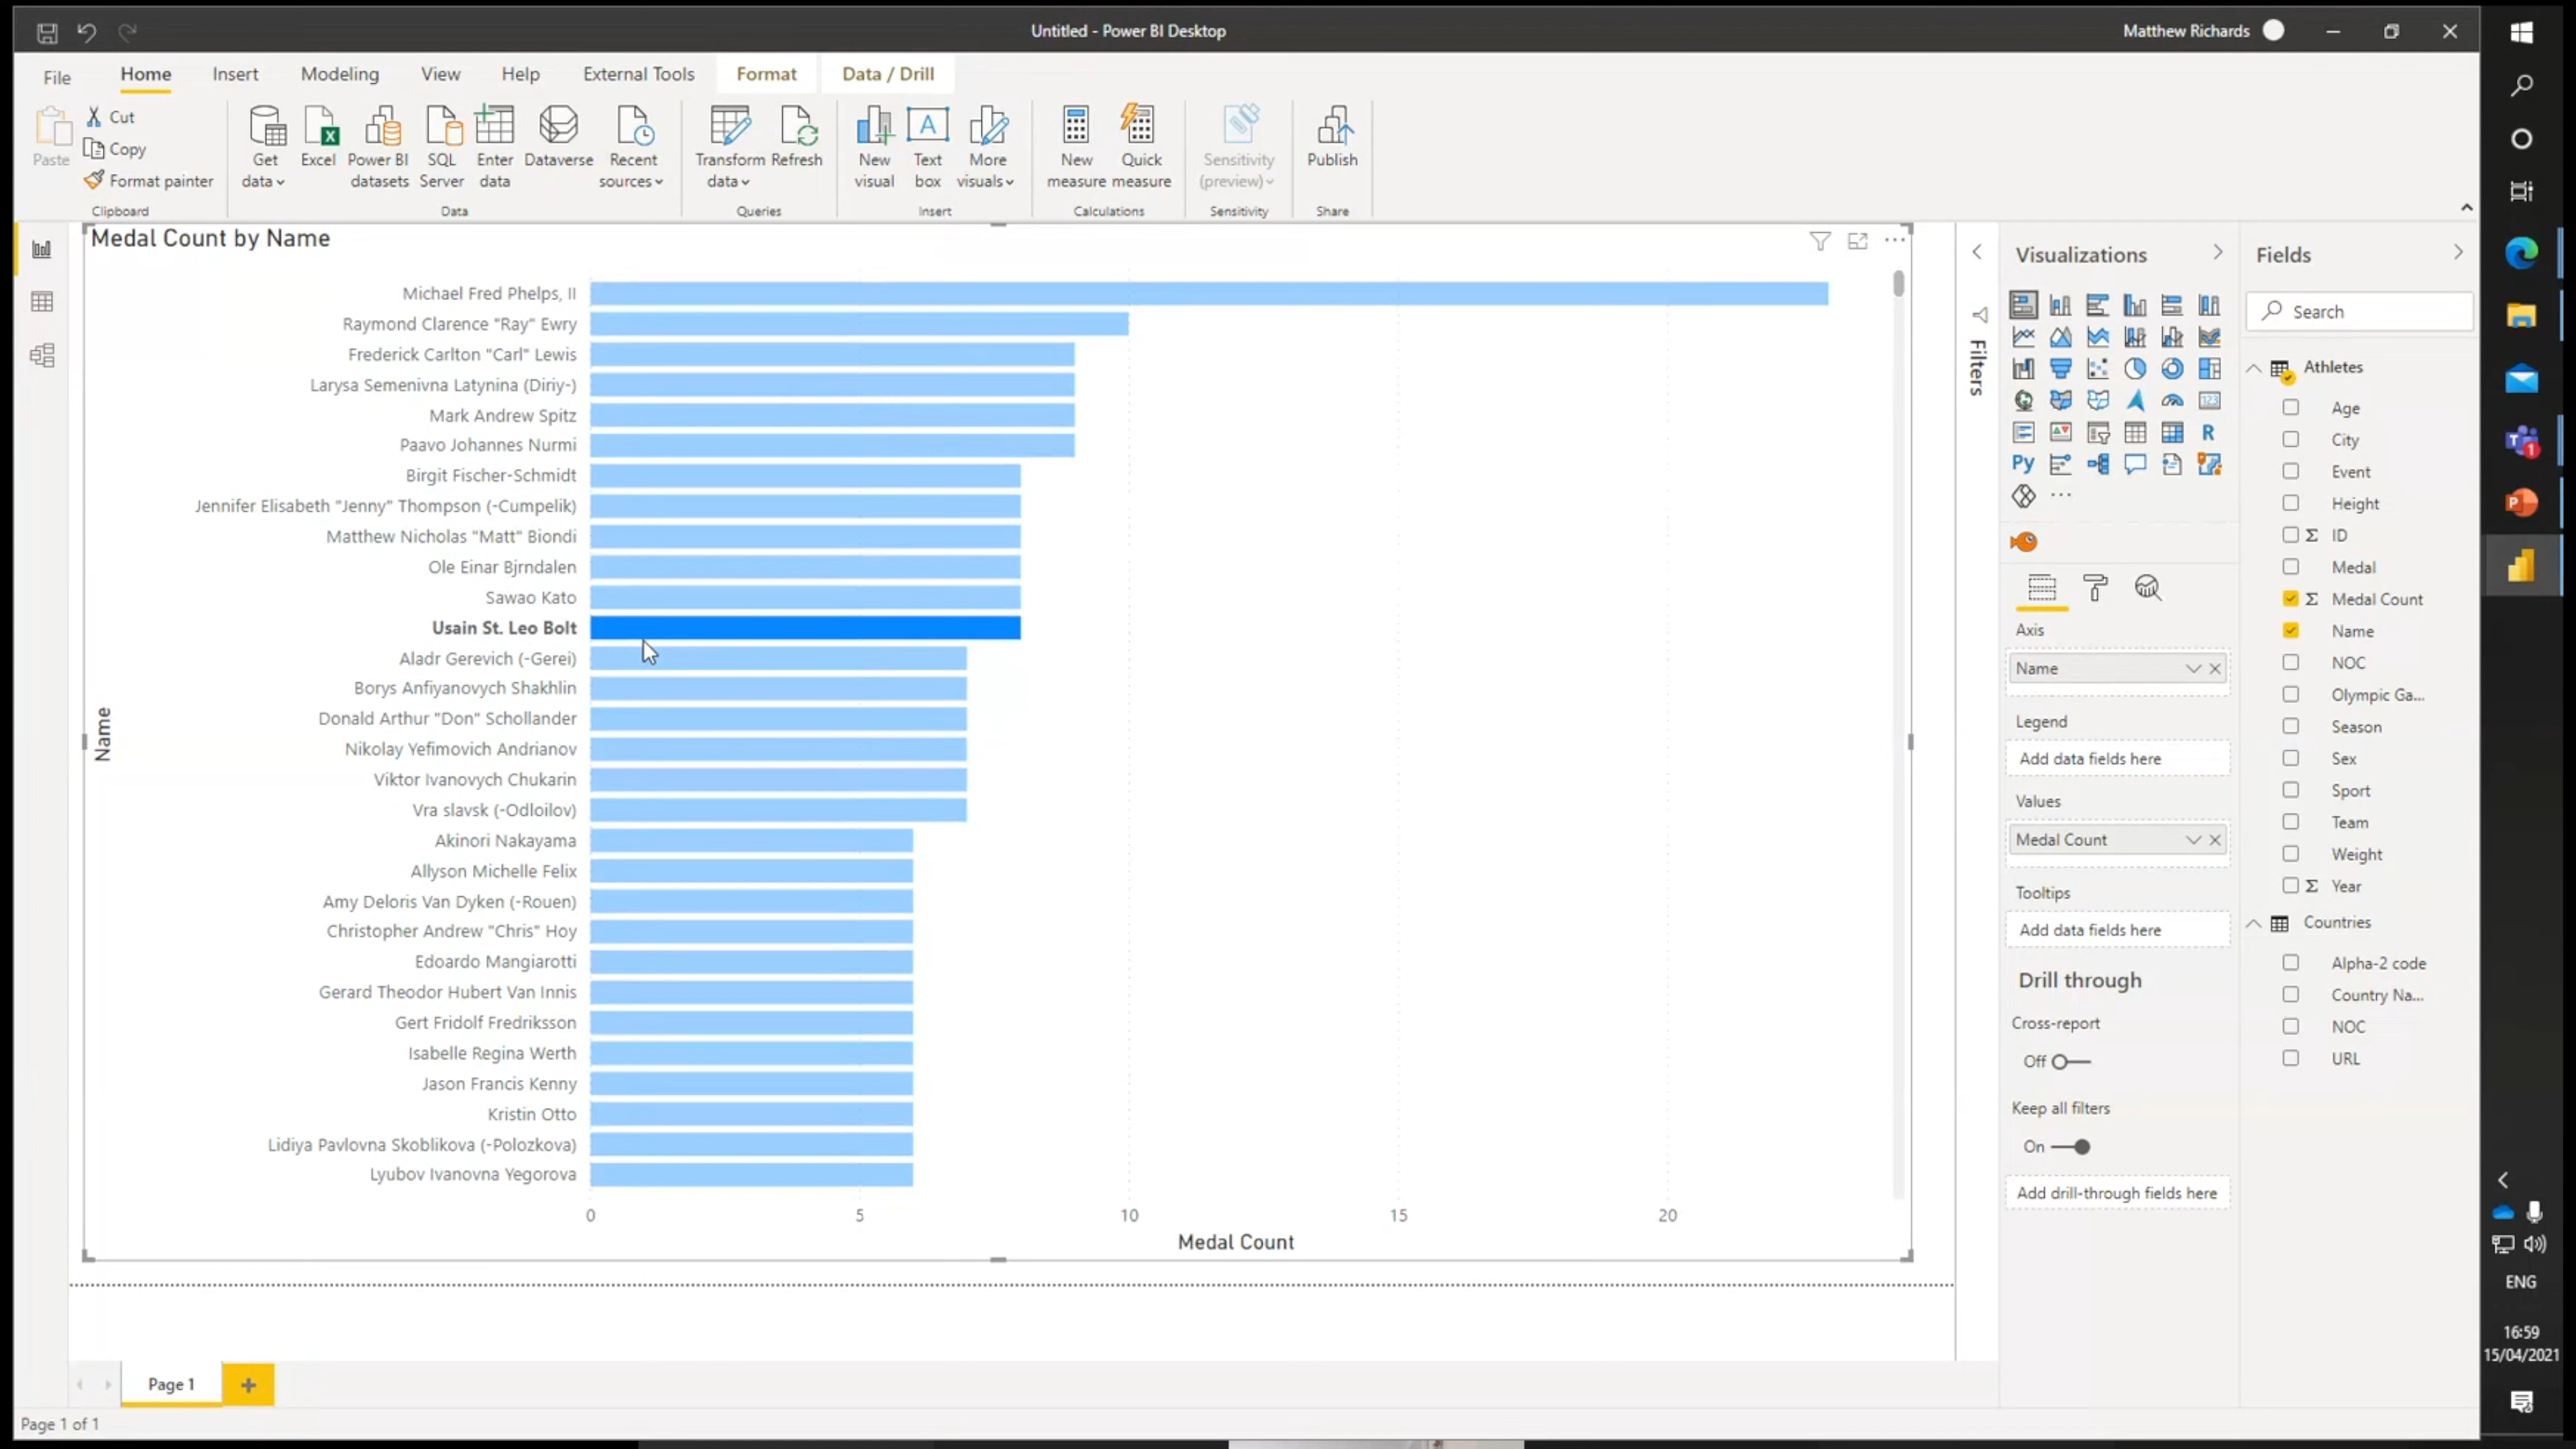 Untitled - Power BI Desktop
Matthew Richards
File Home Insert Modeling View Help External Tools Format Data / Drill
Paste
Cut
Copy
Format painter
Clipboard
Get data
Excel
Power BI datasets
SQL Server
Enter data
Dataverse
Recent sources
Data
Transform data
Refresh
Queries
New visual
Text box
More visuals
Insert
New measure
Quick measure
Calculations
Sensitivity (preview)
Sensitivity
Publish
Share
Medal Count by Name
Name
Michael Fred Phelps, II
Raymond Clarence "Ray" Ewry
Frederick Carlton "Carl" Lewis
Larysa Semenivna Latynina (Diriy-)
Mark Andrew Spitz
Paavo Johannes Nurmi
Birgit Fischer-Schmidt
Jennifer Elisabeth "Jenny" Thompson (-Cumpelik)
Matthew Nicholas "Matt" Biondi
Ole Einar Bjrndalen
Sawao Kato
Usain St. Leo Bolt
Aladr Gerevich (-Gerei)
Borys Anfiyanovych Shakhlin
Donald Arthur "Don" Schollander
Nikolay Yefimovich Andrianov
Viktor Ivanovych Chukarin
Vra slavsk (-Odloilov)
Akinori Nakayama
Allyson Michelle Felix
Amy Deloris Van Dyken (-Rouen)
Christopher Andrew "Chris" Hoy
Edoardo Mangiarotti
Gerard Theodor Hubert Van Innis
Gert Fridolf Fredriksson
Isabelle Regina Werth
Jason Francis Kenny
Kristin Otto
Lidiya Pavlovna Skoblikova (-Polozkova)
Lyubov Ivanovna Yegorova
0 5 10 15 20
Medal Count
Filters
Visualizations
123
R
Py
Axis
Name
Legend
Add data fields here
Values
Medal Count
Tooltips
Add data fields here
Drill through
Cross-report
Off
Keep all filters
On
Add drill-through fields here
Fields
Search
Athletes
Age
City
Event
Height
Σ ID
Medal
Σ Medal Count
Name
NOC
Olympic Ga...
Season
Sex
Sport
Team
Weight
Σ Year
Countries
Alpha-2 code
Country Na...
NOC
URL
Page 1
Page 1 of 1
ENG
16:59
15/04/2021